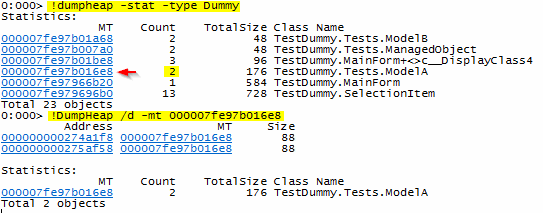 0:000> !dumpheap -stat -type Dummy
Statistics:
MT Count TotalSize Class Name
000007fe97b01a68 2 48 TestDummy.Tests.ModelB
000007fe97b007a0 2 48 TestDummy.Tests.ManagedObject
000007fe97b01be8 3 96 TestDummy.MainForm+<>c__DisplayClass4
000007fe97b016e8 2 176 TestDummy.Tests.ModelA
000007fe97966b20 1 584 TestDummy.MainForm
000007fe979696b0 13 728 TestDummy.SelectionItem
Total 23 objects
0:000> !DumpHeap /d -mt 000007fe97b016e8
Address MT Size
000000000274a1f8 000007fe97b016e8 88
000000000275af58 000007fe97b016e8 88
Statistics:
MT Count TotalSize Class Name
000007fe97b016e8 2 176 TestDummy.Tests.ModelA
Total 2 objects